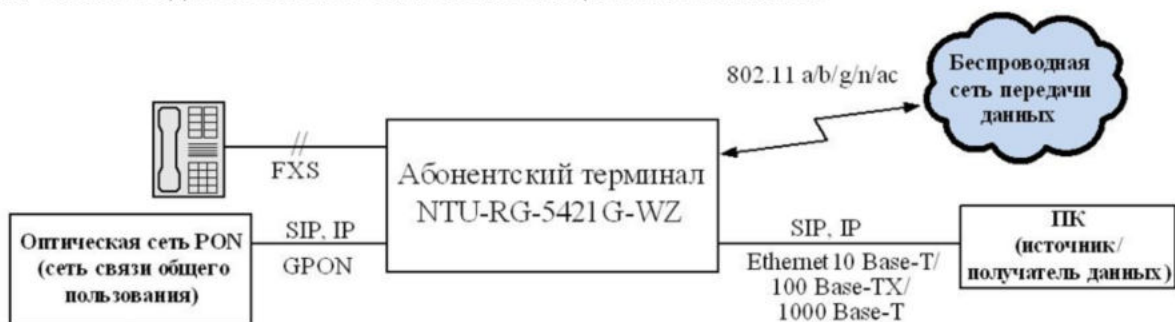 802.11 a/b/g/n/ac
Беспроводная
сеть передачи
данных
FXS
Абонентский терминал
NTU-RG-5421G-WZ
Оптическая сеть PON
(сеть связи общего
пользования)
SIP, IP
GPON
SIP, IP
Ethernet 10 Base-T/
100 Base-TX/
1000 Base-T
ПК
(источник/
получатель данных)